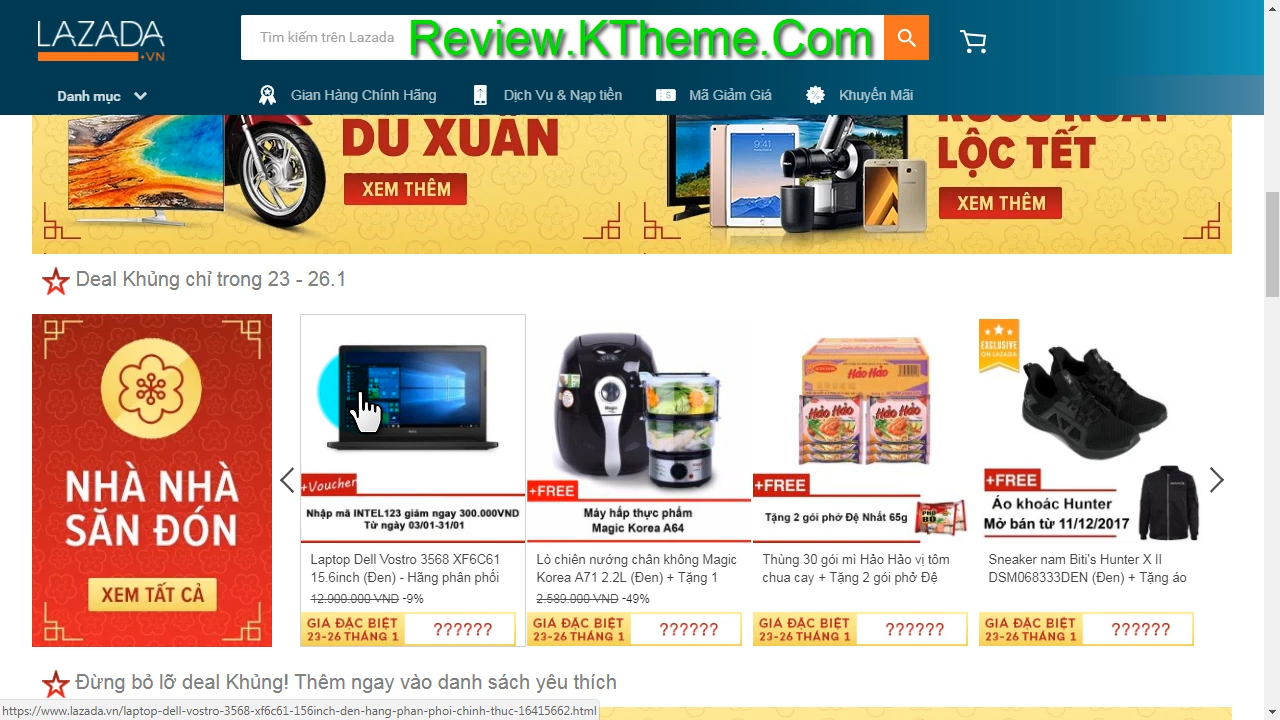 LAZADA
.VN
Tìm kiếm trên Lazada
Review.KTheme.Com
Danh mục
Gian Hàng Chính Hãng
Dịch Vụ & Nạp tiền
Mã Giảm Giá
Khuyến Mãi
DU XUÂN
XEM THÊM
LỘC TẾT
XEM THÊM
Deal Khủng chỉ trong 23 - 26.1
NHÀ NHÀ
SĂN ĐÓN
XEM TẤT CẢ
+Voucher
Nhập mã INTEL123 giảm ngay 300.000VND
Từ ngày 03/01-31/01
Laptop Dell Vostro 3568 XF6C61
15.6inch (Đen) - Hãng phân phối
12.900.000 VND -9%
GIÁ ĐẶC BIỆT
23-26 THÁNG 1
??????
+FREE
Máy hấp thực phẩm
Magic Korea A64
Lò chiên nướng chân không Magic
Korea A71 2.2L (Đen) + Tặng 1
2.589.000 VND -49%
GIÁ ĐẶC BIỆT
23-26 THÁNG 1
??????
Hảo Hảo
Hảo Hảo
Hảo Hảo
+FREE
Tặng 2 gói phở Đệ Nhất 65g
PHỞ BÒ
Thùng 30 gói mì Hảo Hảo vị tôm
chua cay + Tặng 2 gói phở Đệ
GIÁ ĐẶC BIỆT
23-26 THÁNG 1
??????
EXCLUSIVE
ON LAZADA
+FREE
Áo khoác Hunter
Mở bán từ 11/12/2017
Sneaker nam Biti's Hunter X II
DSM068333DEN (Đen) + Tặng áo
GIÁ ĐẶC BIỆT
23-26 THÁNG 1
??????
Đừng bỏ lỡ deal Khủng! Thêm ngay vào danh sách yêu thích
https://www.lazada.vn/laptop-dell-vostro-3568-xf6c61-156inch-den-hang-phan-phoi-chinh-thuc-16415662.html